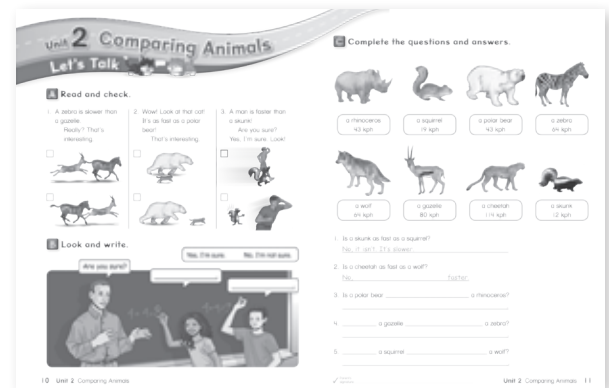 Unit 2 Comparing Animals
Let's Talk
A Read and check.
1. A zebra is slower than
a gazelle.
Really? That's
interesting.
2. Wow! Look at that cat!
It's as fast as a polar
bear!
That's interesting.
3. A man is faster than
a skunk!
Are you sure?
Yes, I'm sure. Look!
B Look and write.
Yes, I'm sure. No, I'm not sure.
Are you sure?
10 Unit 2 Comparing Animals
C Complete the questions and answers.
a rhinoceros
43 kph
a squirrel
19 kph
a polar bear
43 kph
a zebra
64 kph
a wolf
64 kph
a gazelle
80 kph
a cheetah
114 kph
a skunk
12 kph
1. Is a skunk as fast as a squirrel?
No, it isn't. It's slower.
2. Is a cheetah as fast as a wolf?
No, faster.
3. Is a polar bear a rhinoceros?
4. a gazelle a zebra?
5. a squirrel a wolf?
Unit 2 Comparing Animals 11